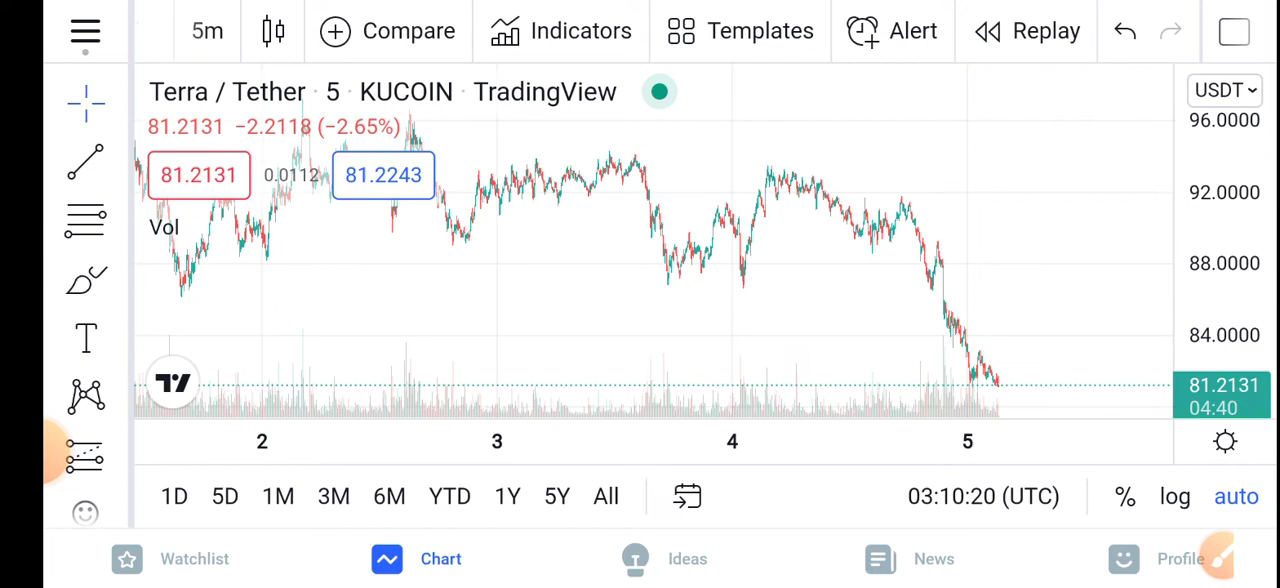 5m Compare Indicators Templates Alert Replay
Terra / Tether · 5 · KUCOIN · TradingView
USDT
81.2131 −2.2118 (−2.65%)
81.2131 0.0112 81.2243
Vol
96.0000
92.0000
88.0000
84.0000
81.2131
04:40
2 3 4 5
1D 5D 1M 3M 6M YTD 1Y 5Y All 03:10:20 (UTC) % log auto
Watchlist Chart Ideas News Profile